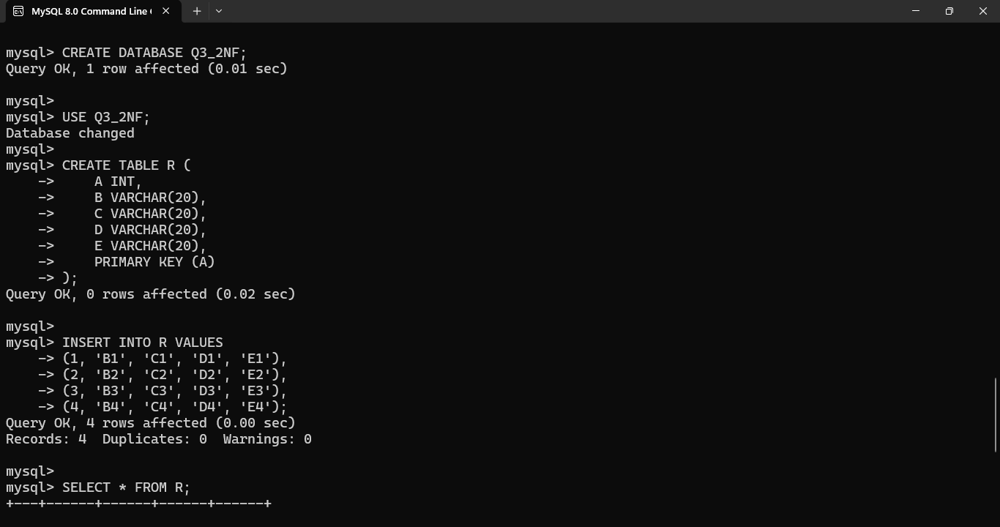 MySQL 8.0 Command Line
mysql> CREATE DATABASE Q3_2NF;
Query OK, 1 row affected (0.01 sec)
mysql>
mysql> USE Q3_2NF;
Database changed
mysql>
mysql> CREATE TABLE R (
    ->     A INT,
    ->     B VARCHAR(20),
    ->     C VARCHAR(20),
    ->     D VARCHAR(20),
    ->     E VARCHAR(20),
    ->     PRIMARY KEY (A)
    -> );
Query OK, 0 rows affected (0.02 sec)
mysql>
mysql> INSERT INTO R VALUES
    -> (1, 'B1', 'C1', 'D1', 'E1'),
    -> (2, 'B2', 'C2', 'D2', 'E2'),
    -> (3, 'B3', 'C3', 'D3', 'E3'),
    -> (4, 'B4', 'C4', 'D4', 'E4');
Query OK, 4 rows affected (0.00 sec)
Records: 4  Duplicates: 0  Warnings: 0
mysql>
mysql> SELECT * FROM R;
+---+------+------+------+------+